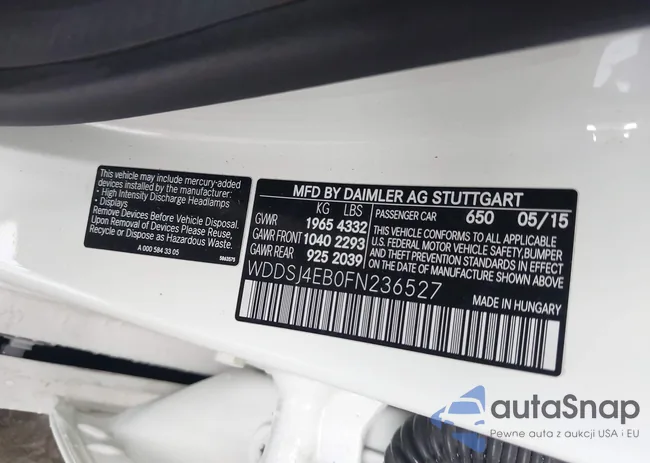 This vehicle may include mercury-added
devices installed by the manufacturer:
- High Intensity Discharge Headlamps
- Displays
Remove Devices Before Vehicle Disposal.
Upon Removal of Devices Please Reuse,
Recycle or Dispose as Hazardous Waste.
A 000 584 33 05
5863575
MFD BY DAIMLER AG STUTTGART
KG LBS
GVWR 1965 4332
GAWR FRONT 1040 2293
GAWR REAR 925 2039
PASSENGER CAR 650 05/15
THIS VEHICLE CONFORMS TO ALL APPLICABLE
U.S. FEDERAL MOTOR VEHICLE SAFETY, BUMPER
AND THEFT PREVENTION STANDARDS IN EFFECT
ON THE DATE OF MANUFACTURE SHOWN ABOVE
WDDSJ4EB0FN236527
MADE IN HUNGARY
autaSnap
Pewne auta z aukcji USA i EU